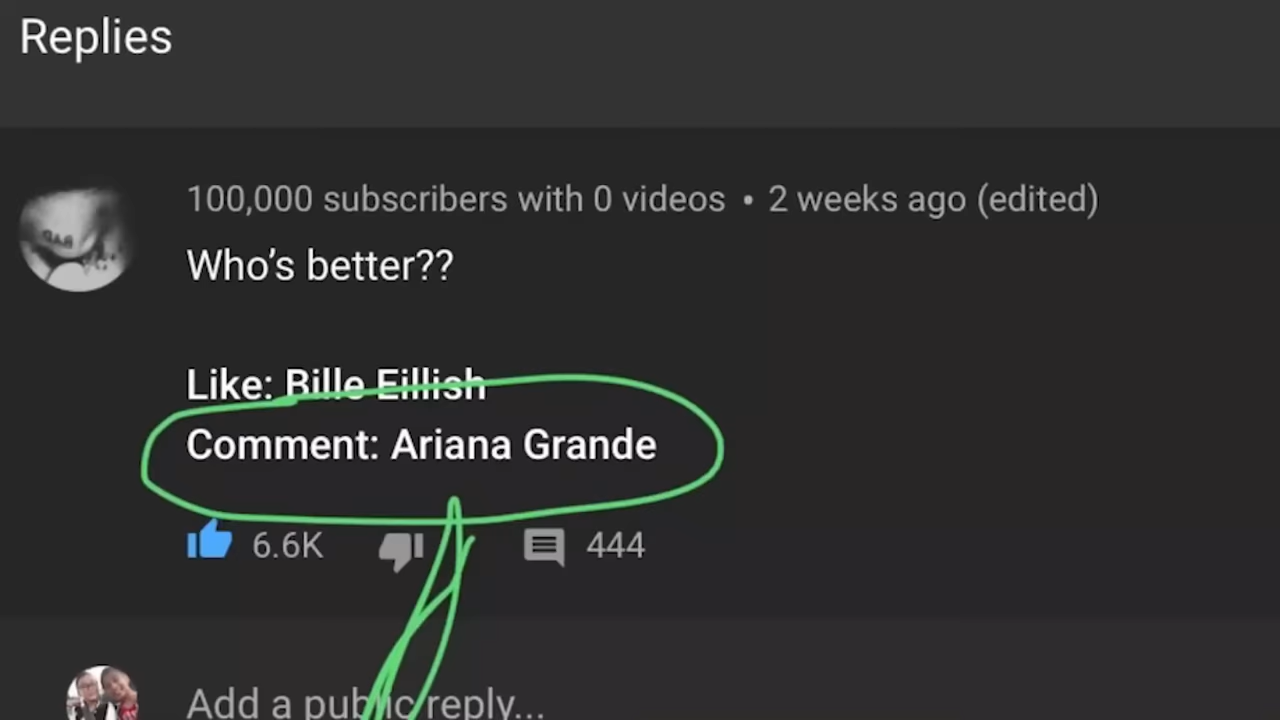 Replies
100,000 subscribers with 0 videos • 2 weeks ago (edited)
Who's better??
Like: Bille Eillish
Comment: Ariana Grande
6.6K 444
Add a public reply...